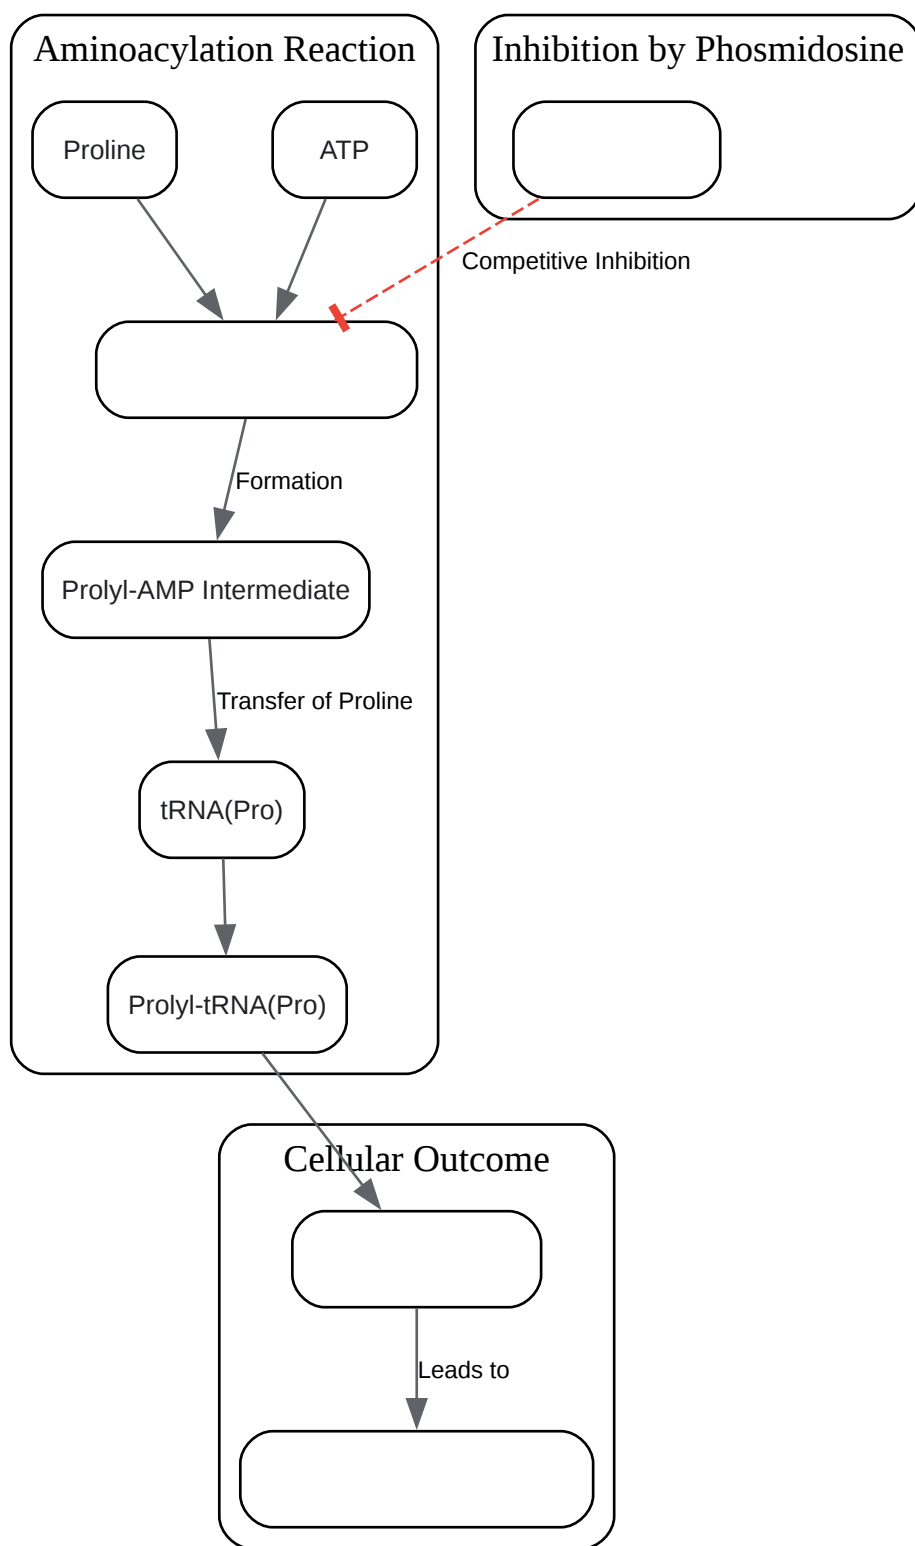 Aminoacylation Reaction
Inhibition by Phosmidosine
Proline
ATP
Competitive Inhibition
Formation
Prolyl-AMP Intermediate
Transfer of Proline
tRNA(Pro)
Prolyl-tRNA(Pro)
Cellular Outcome
Leads to